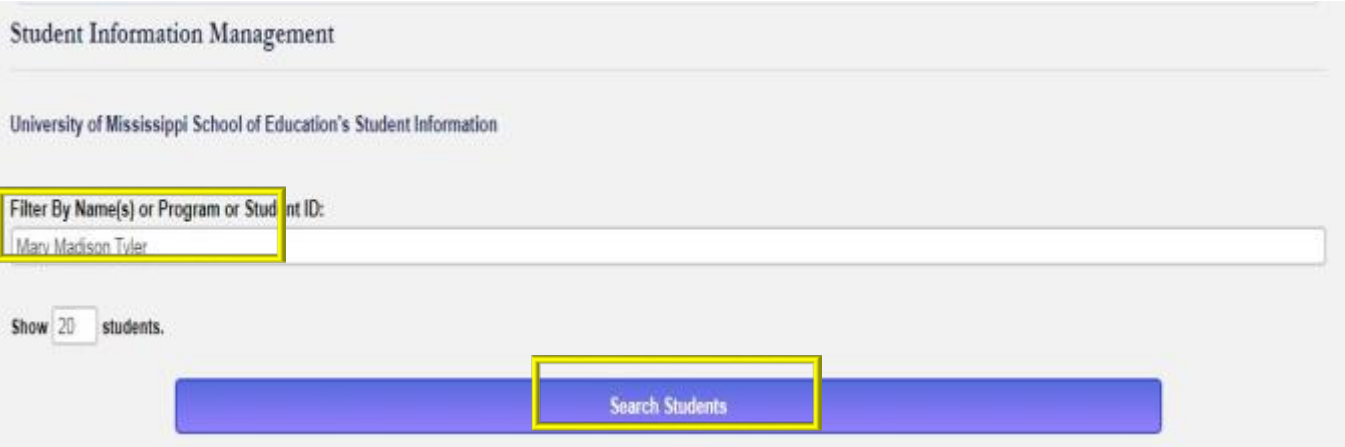 Student Information Management
University of Mississippi School of Education's Student Information
Filter By Name(s) or Program or Student ID:
Mary Madison Tyler
Show 20 students.
Search Students